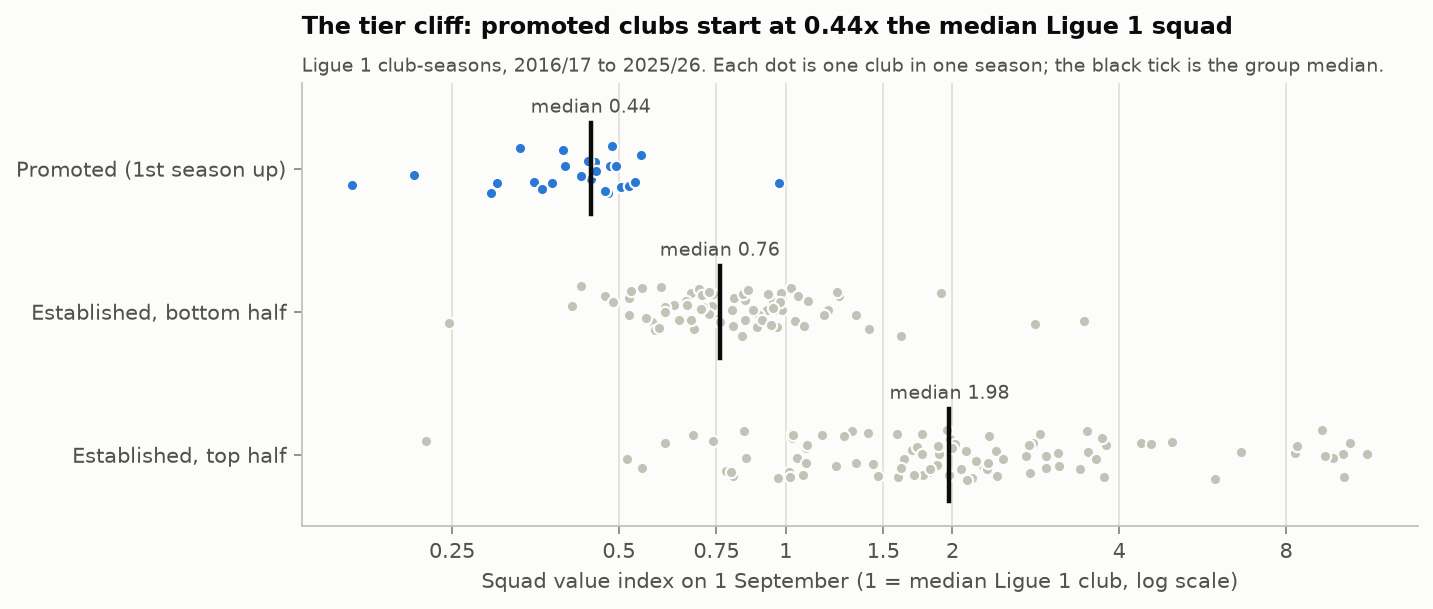 The tier cliff: promoted clubs start at 0.44x the median Ligue 1 squad
Ligue 1 club-seasons, 2016/17 to 2025/26. Each dot is one club in one season; the black tick is the group median.
median 0.44
Promoted (1st season up)
median 0.76
Established, bottom half
median 1.98
Established, top half
0.25 0.5 0.75 1 1.5 2 4 8
Squad value index on 1 September (1 = median Ligue 1 club, log scale)